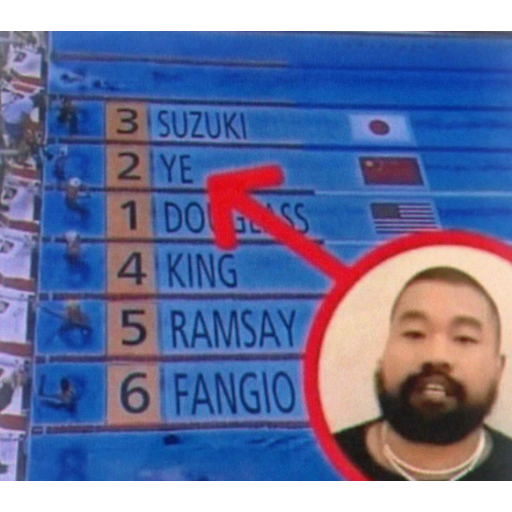 3 SUZUKI
2 YE
1 DOUGLASS
4 KING
5 RAMSAY
6 FANGIO